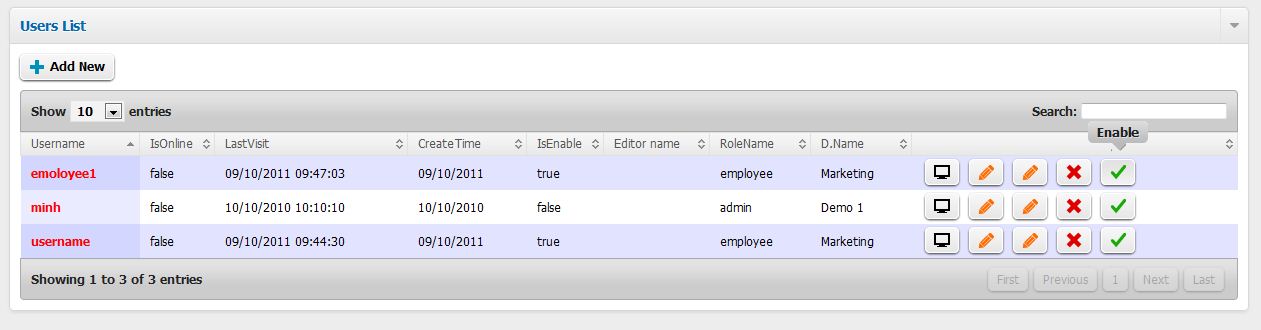 Users List
Add New
Show 10 entries Search:
Enable
Username IsOnline LastVisit CreateTime IsEnable Editor name RoleName D.Name
emoloyee1 false 09/10/2011 09:47:03 09/10/2011 true employee Marketing
minh false 10/10/2010 10:10:10 10/10/2010 false admin Demo 1
username false 09/10/2011 09:44:30 09/10/2011 true employee Marketing
Showing 1 to 3 of 3 entries First Previous 1 Next Last